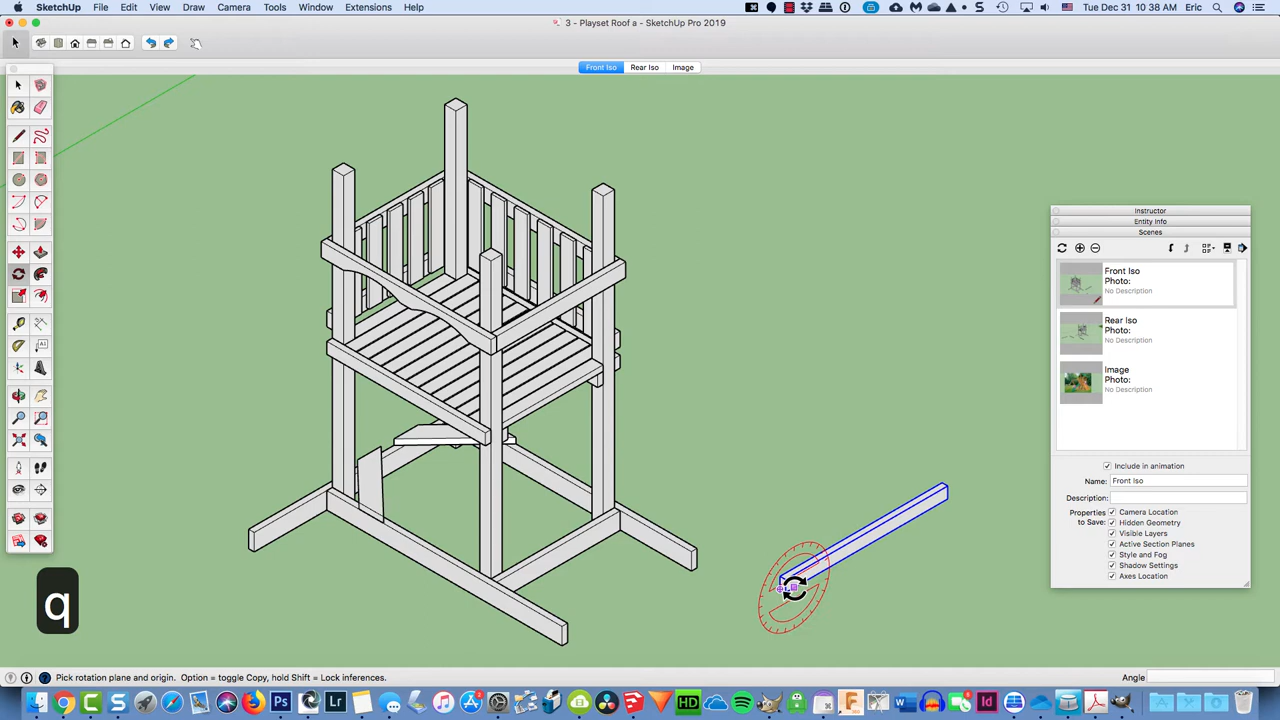 SketchUp File Edit View Draw Camera Tools Window Extensions Help
Tue Dec 31 10:38 AM Eric
3 - Playset Roof a - SketchUp Pro 2019
Front Iso Rear Iso Image
Instructor
Entity Info
Scenes
Front Iso
Photo:
No Description
Rear Iso
Photo:
No Description
Image
Photo:
No Description
Include in animation
Name: Front Iso
Description:
Properties to Save:
Camera Location
Hidden Geometry
Visible Layers
Active Section Planes
Style and Fog
Shadow Settings
Axes Location
q
Pick rotation plane and origin. Option = toggle Copy, hold Shift = Lock inferences.
Angle